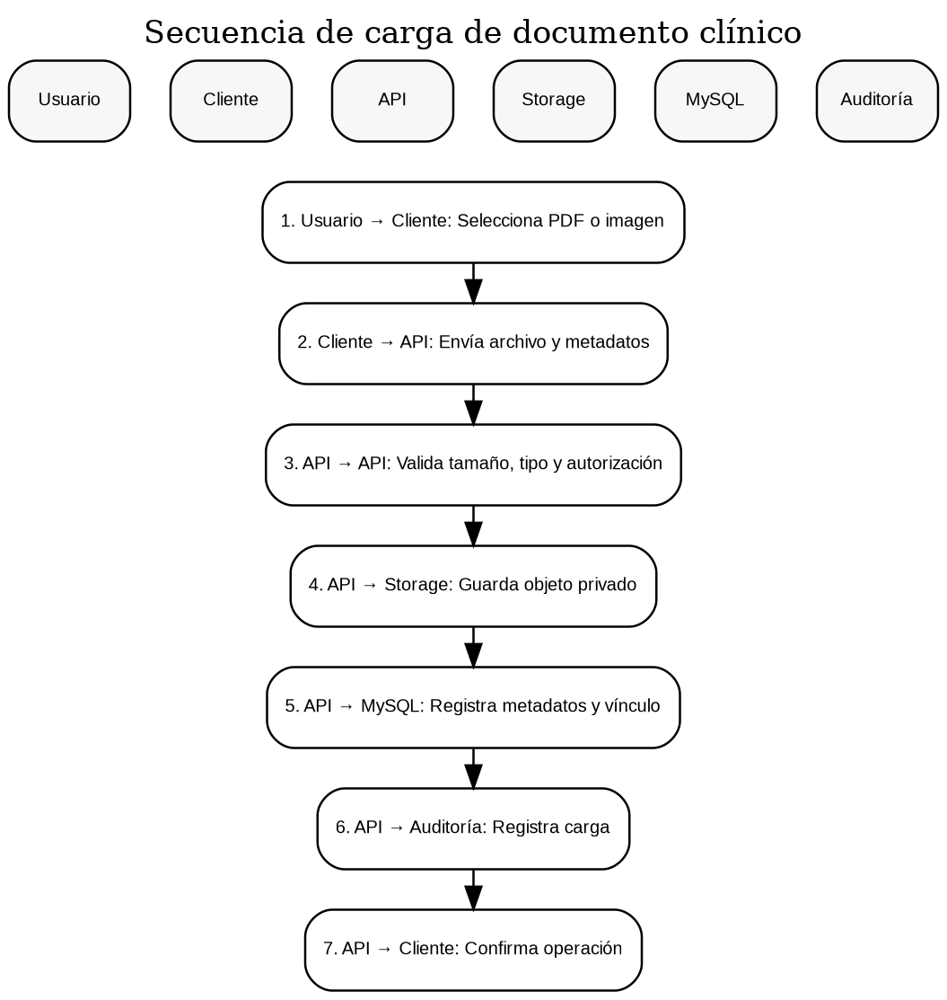 Secuencia de carga de documento clínico
Usuario
Cliente
API
Storage
MySQL
Auditoría
1. Usuario → Cliente: Selecciona PDF o imagen
2. Cliente → API: Envía archivo y metadatos
3. API → API: Valida tamaño, tipo y autorización
4. API → Storage: Guarda objeto privado
5. API → MySQL: Registra metadatos y vínculo
6. API → Auditoría: Registra carga
7. API → Cliente: Confirma operación